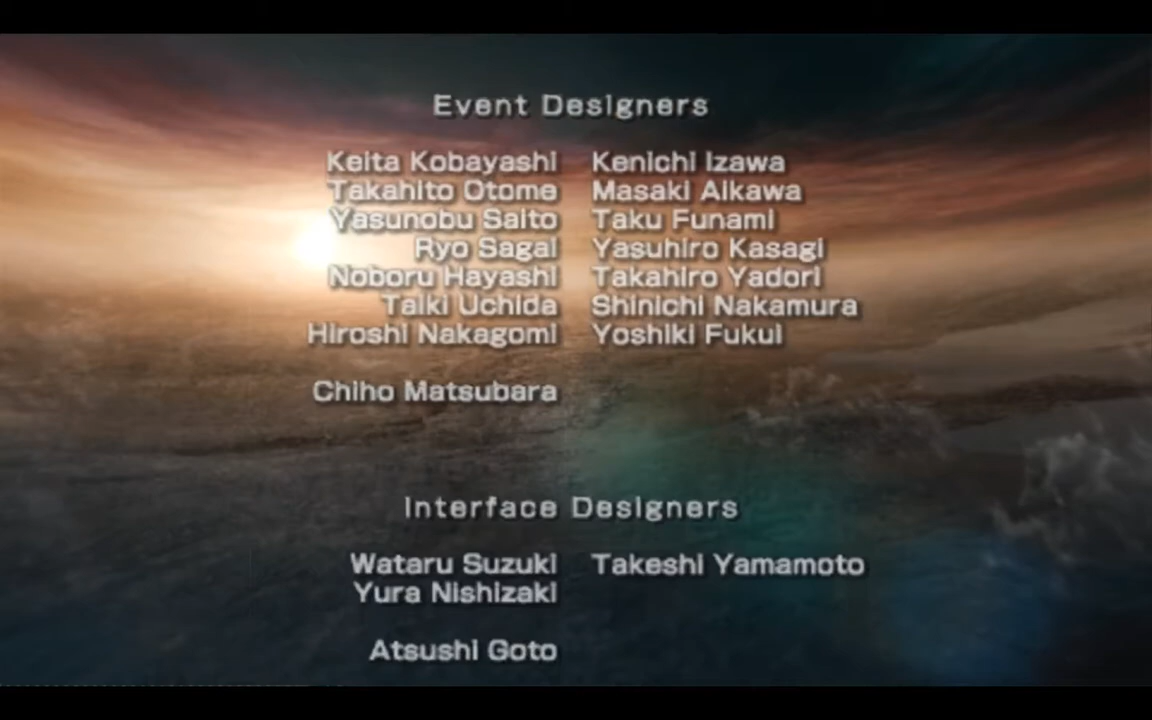 Event Designers
Keita Kobayashi Kenichi Izawa
Takahito Otome Masaki Aikawa
Yasunobu Saito Taku Funami
Ryo Sagai Yasuhiro Kasagi
Noboru Hayashi Takahiro Yadori
Taiki Uchida Shinichi Nakamura
Hiroshi Nakagomi Yoshiki Fukui
Chiho Matsubara
Interface Designers
Wataru Suzuki Takeshi Yamamoto
Yura Nishizaki
Atsushi Goto